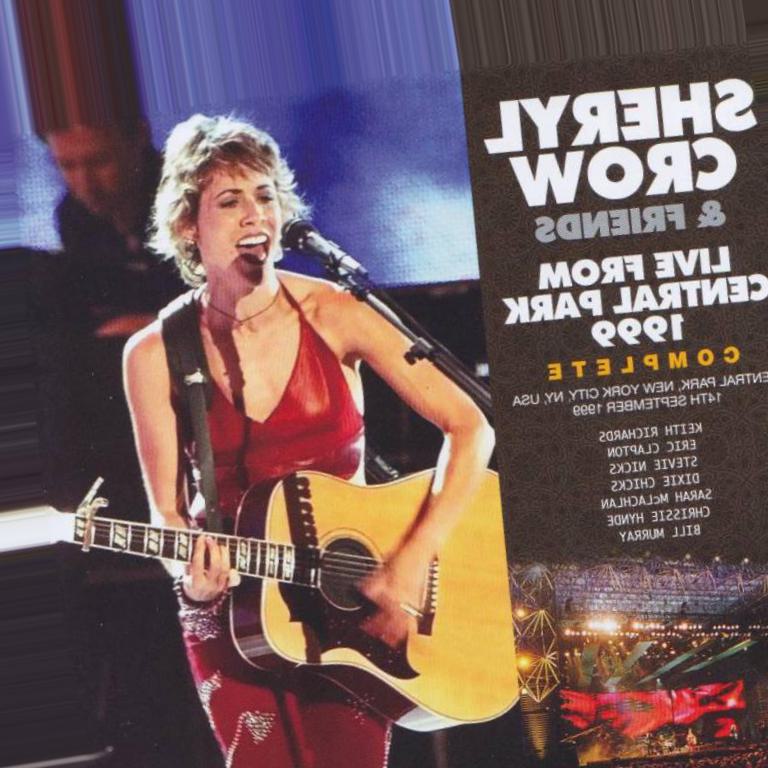 SHERYL
CROW
& FRIENDS
LIVE FROM
CENTRAL PARK
1999
COMPLETE
CENTRAL PARK, NEW YORK CITY, NY, USA
14TH SEPTEMBER 1999
KEITH RICHARDS
ERIC CLAPTON
STEVIE NICKS
DIXIE CHICKS
SARAH McLACHLAN
CHRISSIE HYNDE
BILL MURRAY